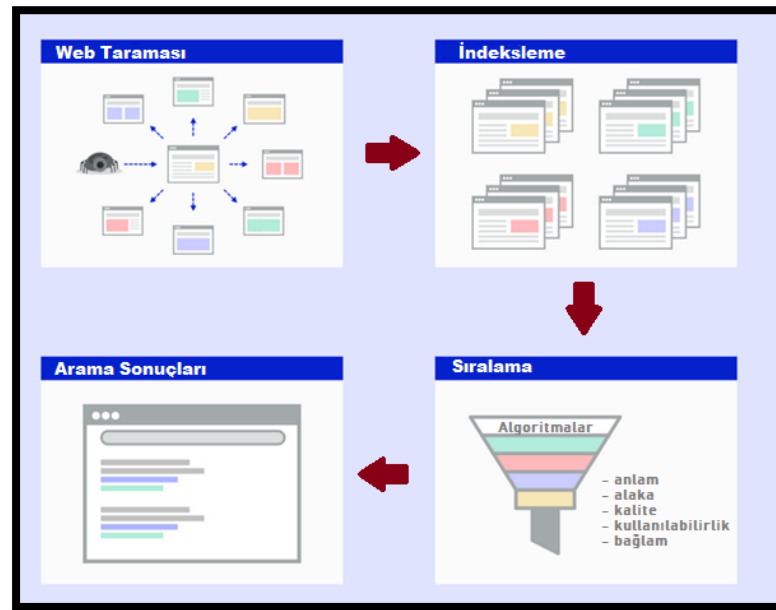 Web Taraması
İndeksleme
Sıralama
Algoritmalar
- anlam
- alaka
- kalite
- kullanılabilirlik
- bağlam
Arama Sonuçları